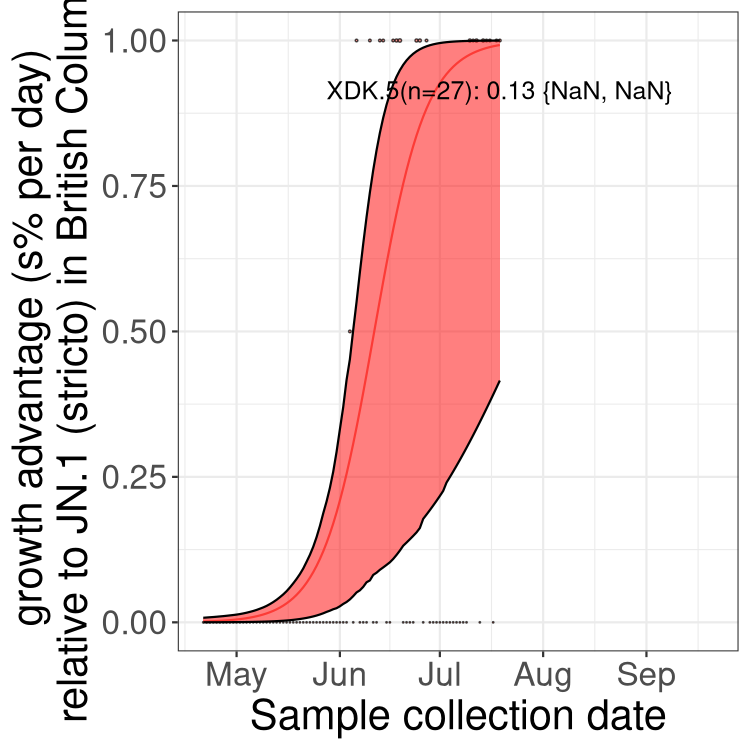 growth advantage (s% per day)
relative to JN.1 (stricto) in British Colum
1.00
0.75
0.50
0.25
0.00
XDK.5(n=27): 0.13 {NaN, NaN}
May Jun Jul Aug Sep
Sample collection date